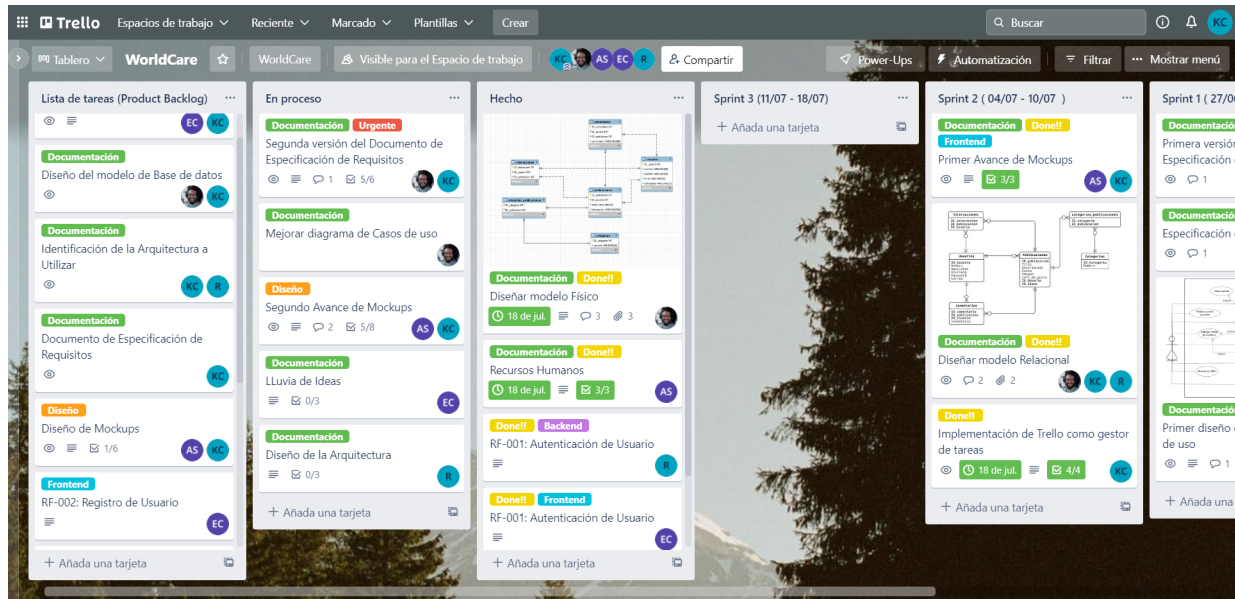 Trello
Espacios de trabajo
Reciente
Marcado
Plantillas
Crear
Buscar
KC
Tablero
WorldCare
WorldCare
Visible para el Espacio de trabajo
KC
AS
EC
R
Compartir
Power-Ups
Automatización
Filtrar
Mostrar menú
Lista de tareas (Product Backlog)
EC KC
Documentación
Diseño del modelo de Base de datos
KC
Documentación
Identificación de la Arquitectura a
Utilizar
KC R
Documentación
Documento de Especificación de
Requisitos
KC
Diseño
Diseño de Mockups
1/6
AS KC
Frontend
RF-002: Registro de Usuario
EC
+ Añada una tarjeta
En proceso
Documentación Urgente
Segunda versión del Documento de
Especificación de Requisitos
1 5/6
KC
Documentación
Mejorar diagrama de Casos de uso
Diseño
Segundo Avance de Mockups
2 5/8
AS KC
Documentación
LLuvia de Ideas
0/3
EC
Documentación
Diseño de la Arquitectura
0/3
R
+ Añada una tarjeta
Hecho
Documentación Done!!
Diseñar modelo Físico
18 de jul. 3 3
Documentación Done!!
Recursos Humanos
18 de jul. 3/3
AS
Done!! Backend
RF-001: Autenticación de Usuario
R
Done!! Frontend
RF-001: Autenticación de Usuario
EC
+ Añada una tarjeta
Sprint 3 (11/07 - 18/07)
+ Añada una tarjeta
Sprint 2 ( 04/07 - 10/07 )
Documentación Done!!
Frontend
Primer Avance de Mockups
3/3
AS KC
Documentación Done!!
Diseñar modelo Relacional
2 2
KC R
Done!!
Implementación de Trello como gestor
de tareas
18 de jul. 4/4
KC
+ Añada una tarjeta
Sprint 1 ( 27/0
Documentació
Primera versión
Especificación
1
Documentació
Especificación
1
Documentació
Primer diseño
de uso
1
+ Añada una